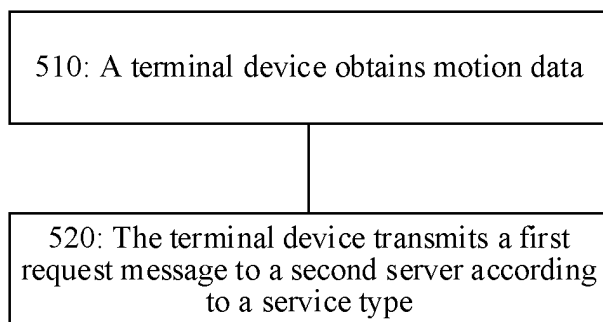 510: A terminal device obtains motion data
520: The terminal device transmits a first
request message to a second server according
to a service type